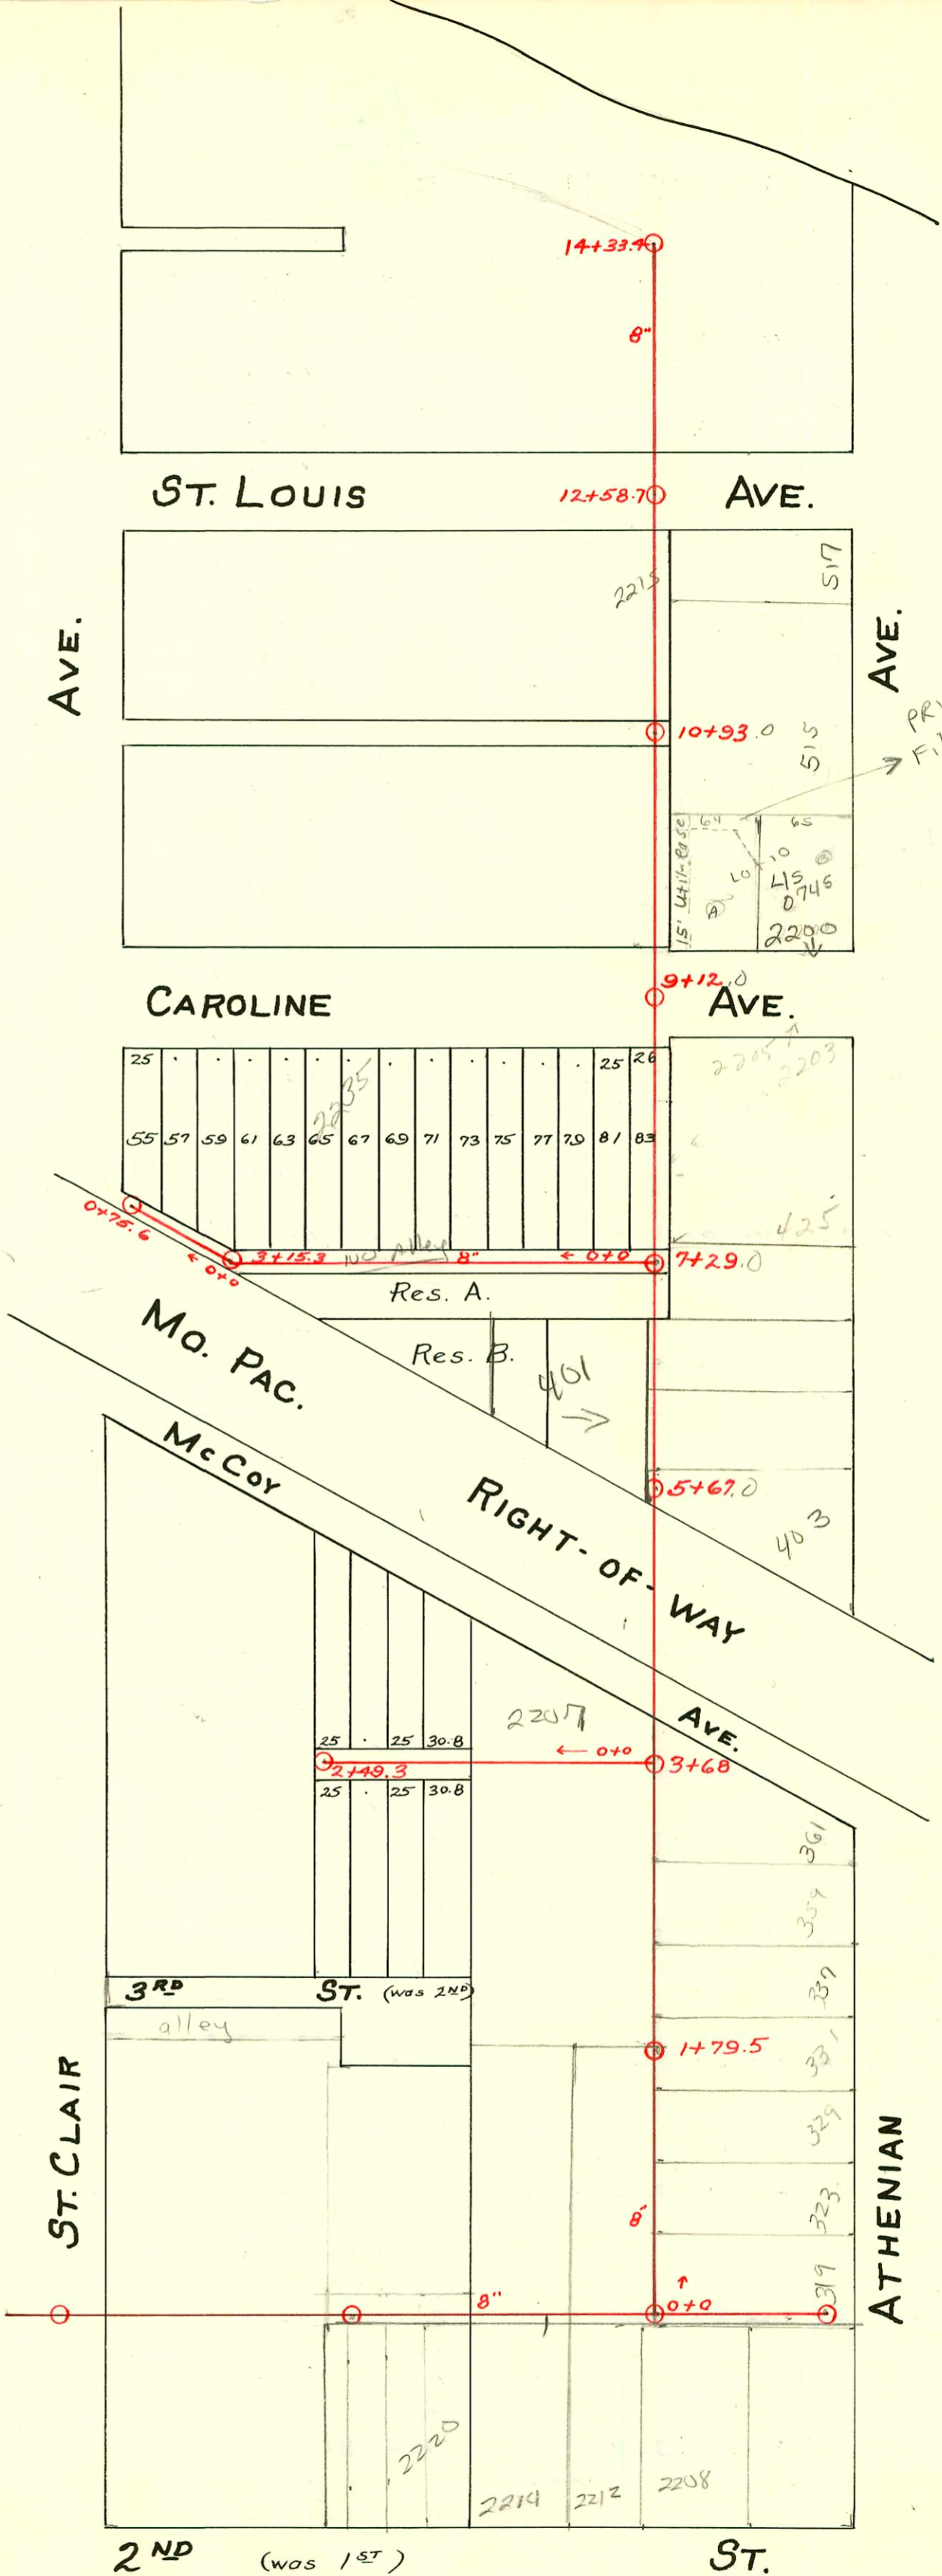 14+33.4
8"
ST. LOUIS
12+58.7
AVE.
517
2215
AVE.
AVE.
10+93.0
515
15' Util-Ease
64
65
10
10
A
45
0746
2200
9+12.0
CAROLINE
AVE.
2205
2203
25 . . . . . . . . . . . . 25 26
2235
55 57 59 61 63 65 67 69 71 73 75 77 79 81 83
425
0+75.6
← 0+0
3+15.3
No Alley
8"
← 0+0
7+29.0
Res. A.
Res. B.
401
MO. PAC.
RIGHT-OF-WAY
McCOY
AVE.
5+67.0
403
2207
25 . 25 30.8
← 0+0
3+68
2+49.3
25 . 25 30.8
361
359
337
3RD ST. (was 2ND)
alley
1+79.5
331
329
323
319
ST. CLAIR
ATHENIAN
8"
8"
0+0
2220
2214
2212
2208
2ND (was 1ST) ST.